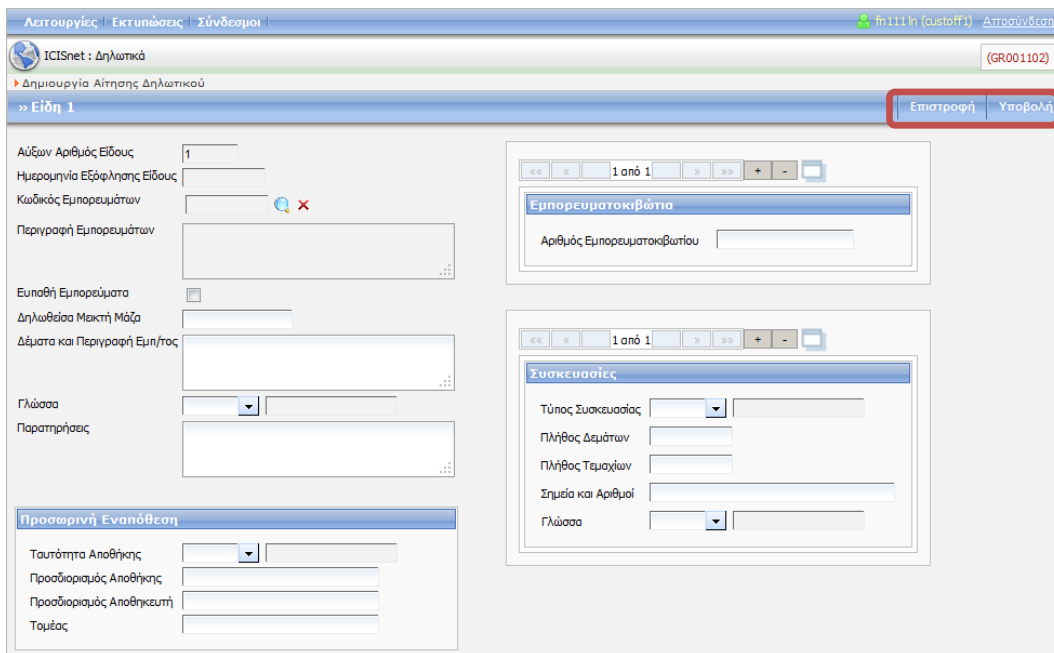 Λειτουργίες Εκτυπώσεις Σύνδεσμοι fn111 ln (custoff1) Αποσύνδεση
ICISnet : Δηλωτικά (GR001102)
Δημιουργία Αίτησης Δηλωτικού
» Είδη 1 Επιστροφή Υποβολή
Αύξων Αριθμός Είδους 1
Ημερομηνία Εξόφλησης Είδους
Κωδικός Εμπορευμάτων
Περιγραφή Εμπορευμάτων
Ευπαθή Εμπορεύματα
Δηλωθείσα Μεικτή Μάζα
Δέματα και Περιγραφή Εμπ/τος
Γλώσσα
Παρατηρήσεις
Προσωρινή Εναπόθεση
Ταυτότητα Αποθήκης
Προσδιορισμός Αποθήκης
Προσδιορισμός Αποθηκευτή
Τομέας
«« « 1 από 1 » »» + -
Εμπορευματοκιβώτια
Αριθμός Εμπορευματοκιβωτίου
«« « 1 από 1 » »» + -
Συσκευασίες
Τύπος Συσκευασίας
Πλήθος Δεμάτων
Πλήθος Τεμαχίων
Σημεία και Αριθμοί
Γλώσσα